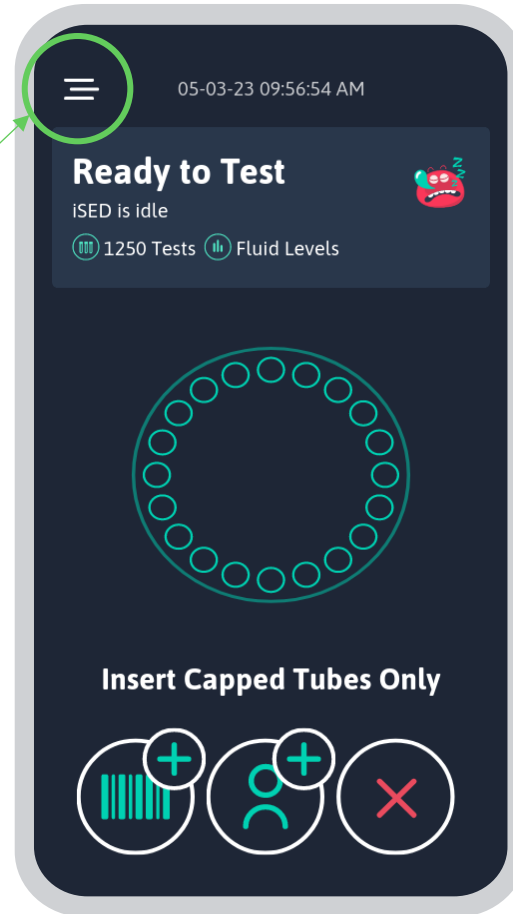 05-03-23 09:56:54 AM
Ready to Test
iSED is idle
1250 Tests Fluid Levels
Insert Capped Tubes Only